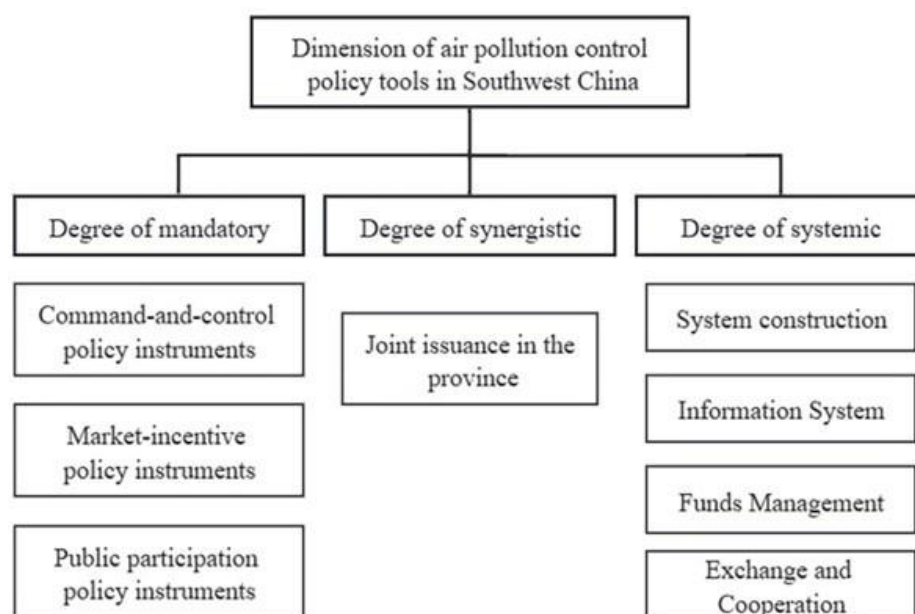 Dimension of air pollution control
policy tools in Southwest China
Degree of mandatory
Degree of synergistic
Degree of systemic
Command-and-control
policy instruments
Market-incentive
policy instruments
Public participation
policy instruments
Joint issuance in the
province
System construction
Information System
Funds Management
Exchange and
Cooperation